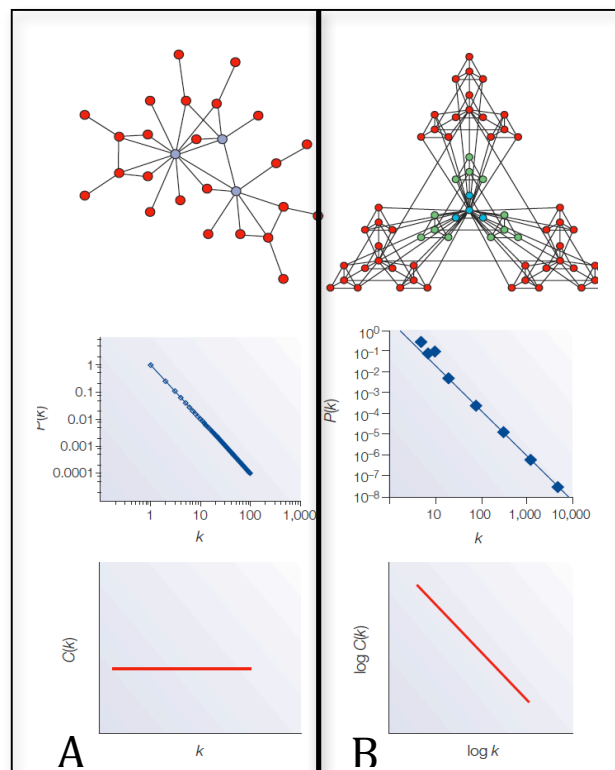 1
0.1
0.01
0.001
0.0001
P(k)
1 10 100 1,000
k
C(k)
k
A
10⁰
10⁻¹
10⁻²
10⁻³
10⁻⁴
10⁻⁵
10⁻⁶
10⁻⁷
10⁻⁸
P(k)
10 100 1,000 10,000
k
log C(k)
log k
B